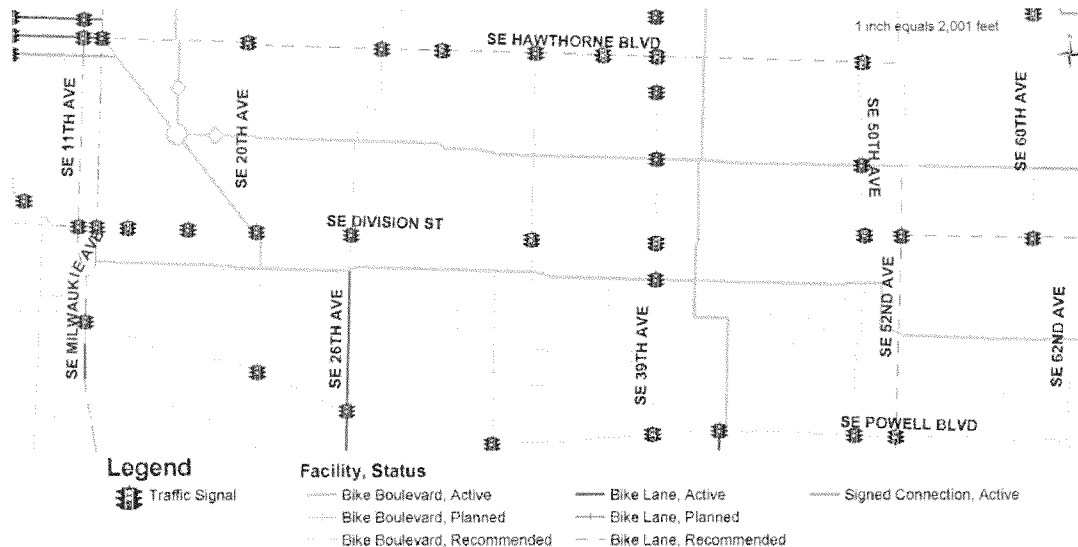 1 inch equals 2,001 feet
SE HAWTHORNE BLVD
SE 11TH AVE
SE 20TH AVE
SE 50TH AVE
SE 60TH AVE
SE DIVISION ST
SE MILWAUKIE AVE
SE 26TH AVE
SE 39TH AVE
SE 52ND AVE
SE 62ND AVE
SE POWELL BLVD
Legend
Traffic Signal
Facility, Status
Bike Boulevard, Active
Bike Boulevard, Planned
Bike Boulevard, Recommended
Bike Lane, Active
Bike Lane, Planned
Bike Lane, Recommended
Signed Connection, Active